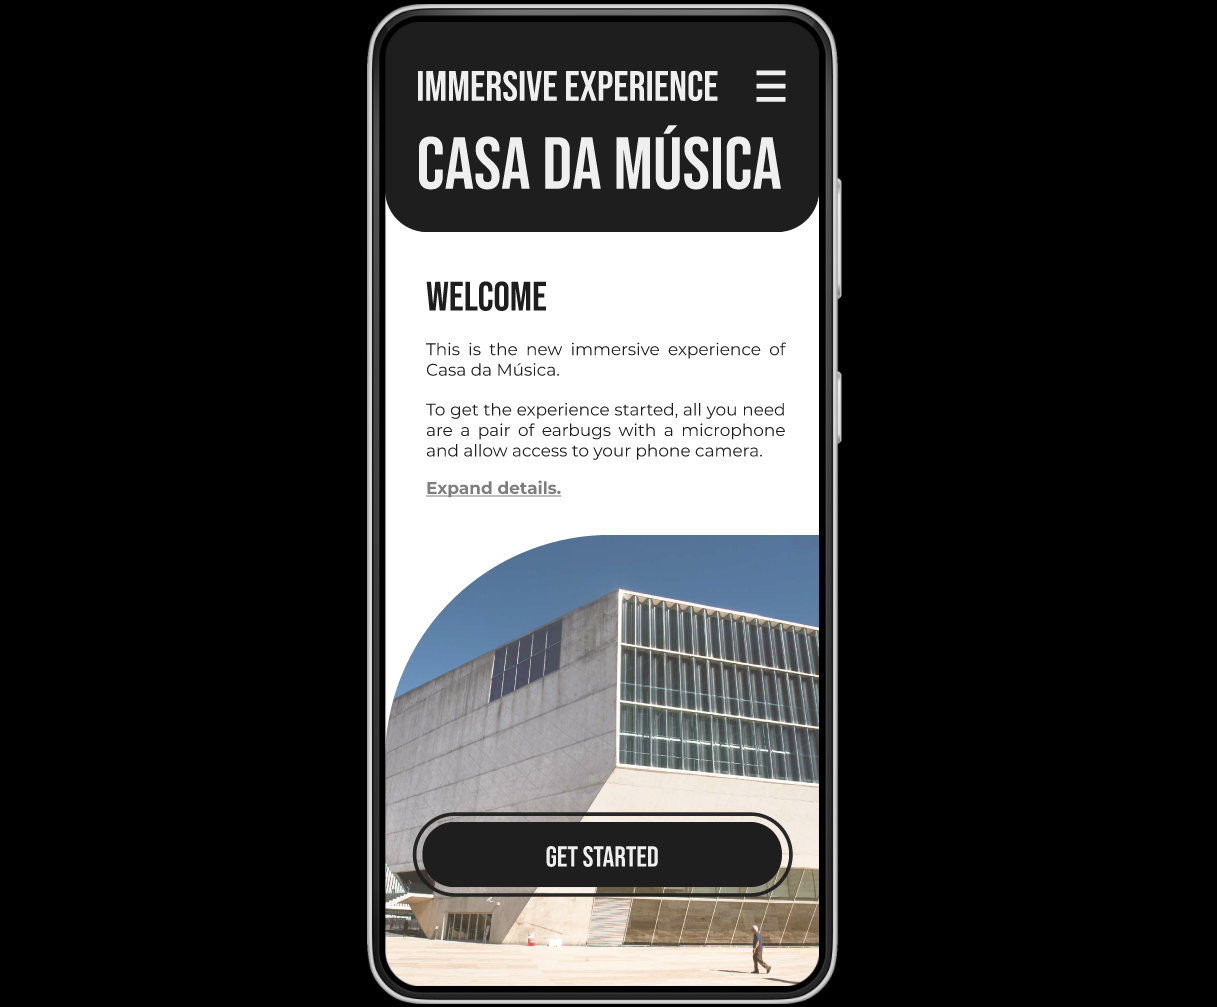 IMMERSIVE EXPERIENCE
CASA DA MÚSICA
WELCOME
This is the new immersive experience of
Casa da Música.
To get the experience started, all you need
are a pair of earbugs with a microphone
and allow access to your phone camera.
Expand details.
GET STARTED